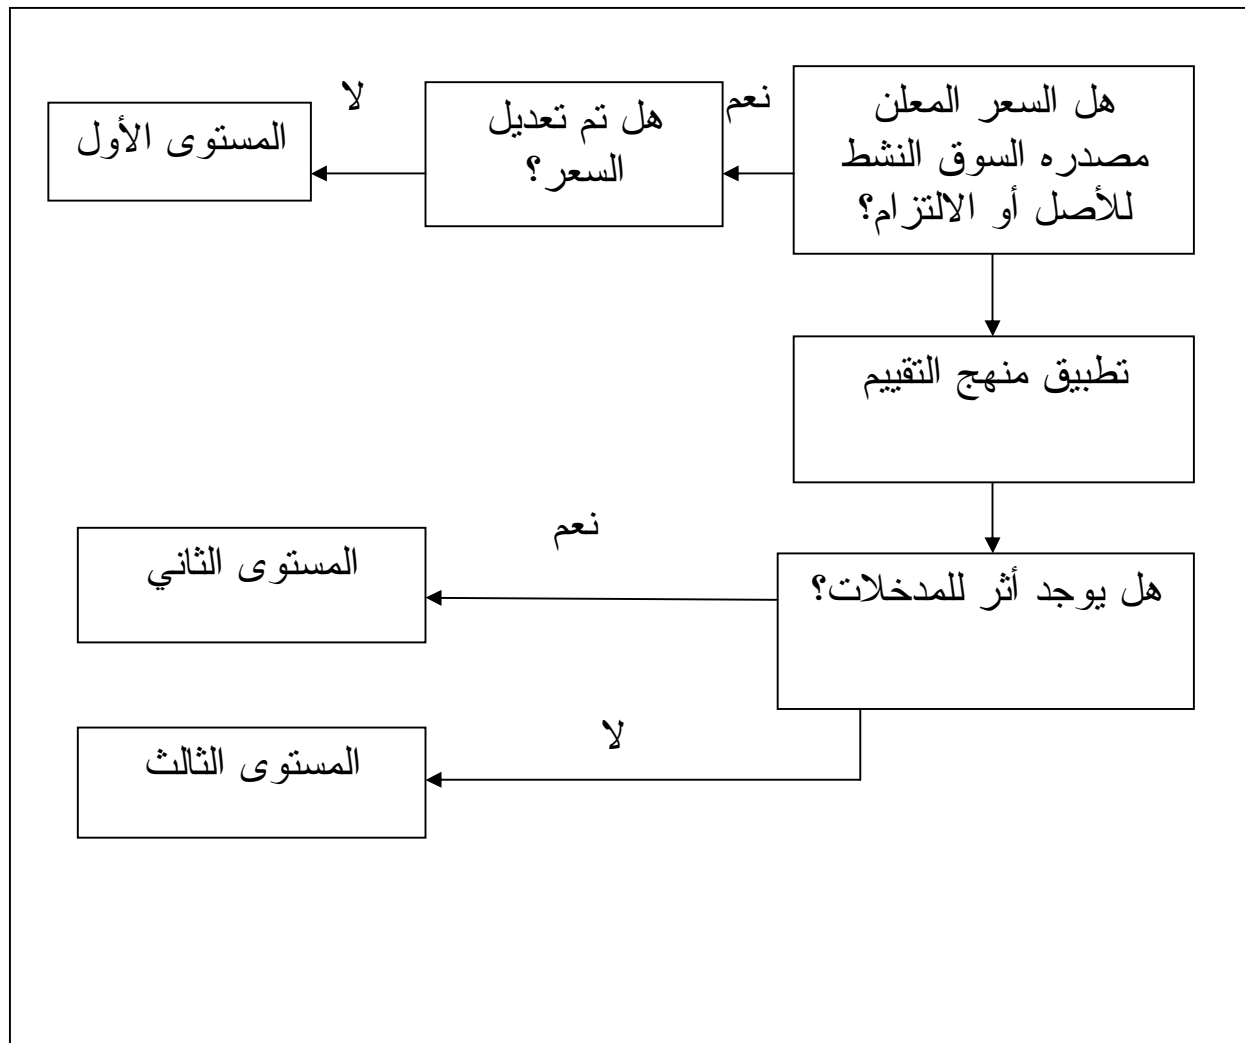 هل السعر المعلن
مصدره السوق النشط
للأصل أو الالتزام؟
نعم
هل تم تعديل
السعر؟
لا
المستوى الأول
تطبيق منهج التقييم
هل يوجد أثر للمدخلات؟
نعم
المستوى الثاني
لا
المستوى الثالث